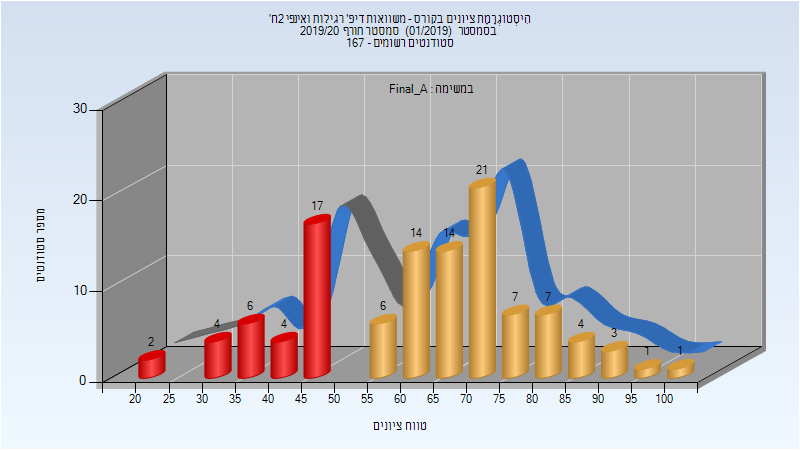 היסטוגרמת ציונים בקורס - משוואות דיפ' רגילות ואינפי 2ח'
בסמסטר (01/2019) סמסטר חורף 2019/20
סטודנטים רשומים - 167
במשימה : Final_A
מספר סטודנטים
30
20
10
0
2
4
6
4
17
6
14
14
21
7
7
4
3
1
1
20 25 30 35 40 45 50 55 60 65 70 75 80 85 90 95 100
טווח ציונים